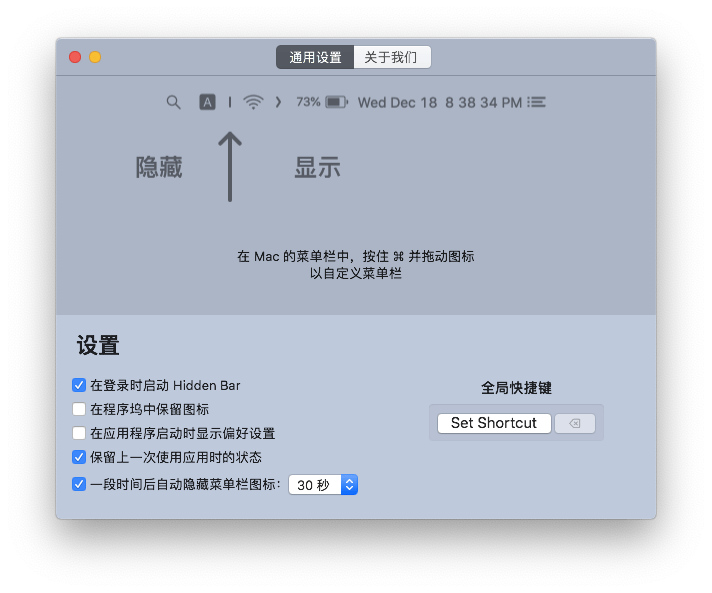 通用设置 关于我们
A 73% Wed Dec 18 8 38 34 PM
隐藏 显示
在 Mac 的菜单栏中，按住 ⌘ 并拖动图标
以自定义菜单栏
设置
在登录时启动 Hidden Bar
在程序坞中保留图标
在应用程序启动时显示偏好设置
保留上一次使用应用时的状态
一段时间后自动隐藏菜单栏图标： 30 秒
全局快捷键
Set Shortcut